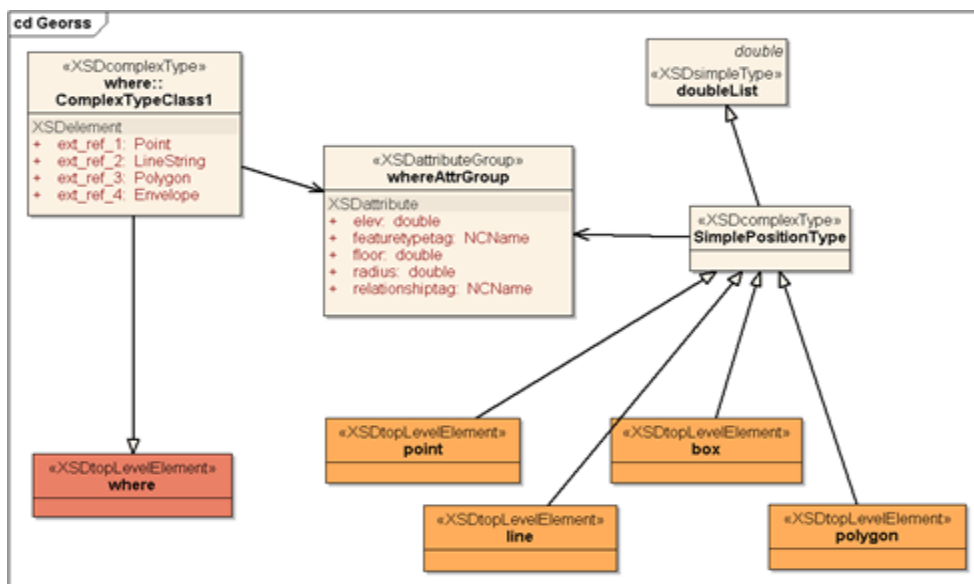 cd Georss
«XSDcomplexType»
where::
ComplexTypeClass1
XSDelement
+ ext_ref_1: Point
+ ext_ref_2: LineString
+ ext_ref_3: Polygon
+ ext_ref_4: Envelope
«XSDattributeGroup»
whereAttrGroup
XSDattribute
+ elev: double
+ featuretypetag: NCName
+ floor: double
+ radius: double
+ relationshiptag: NCName
double
«XSDsimpleType»
doubleList
«XSDcomplexType»
SimplePositionType
«XSDtopLevelElement»
where
«XSDtopLevelElement»
point
«XSDtopLevelElement»
box
«XSDtopLevelElement»
line
«XSDtopLevelElement»
polygon